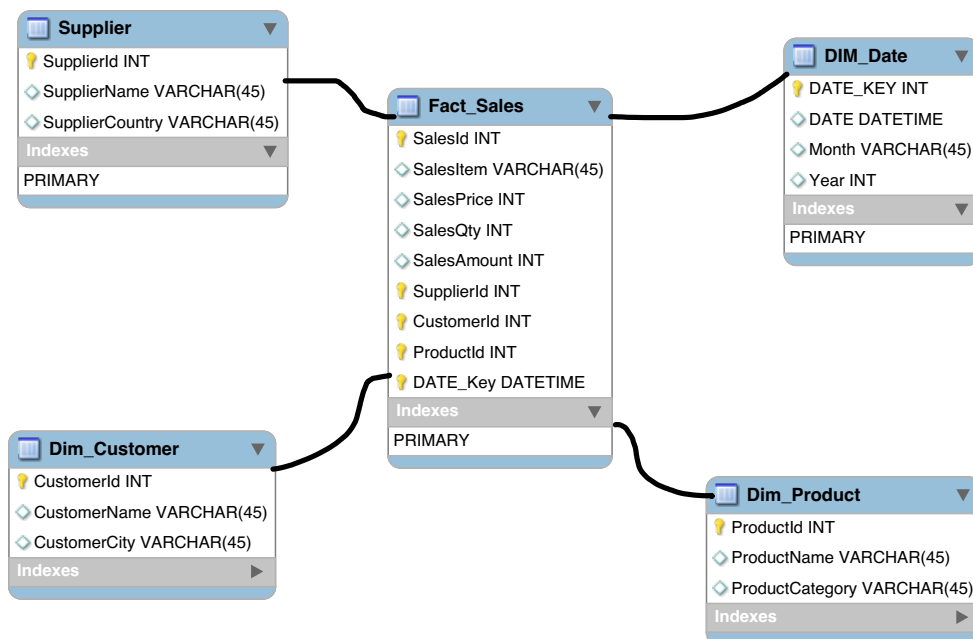 Supplier
SupplierId INT
SupplierName VARCHAR(45)
SupplierCountry VARCHAR(45)
Indexes
PRIMARY
Fact_Sales
SalesId INT
SalesItem VARCHAR(45)
SalesPrice INT
SalesQty INT
SalesAmount INT
SupplierId INT
CustomerId INT
ProductId INT
DATE_Key DATETIME
Indexes
PRIMARY
DIM_Date
DATE_KEY INT
DATE DATETIME
Month VARCHAR(45)
Year INT
Indexes
PRIMARY
Dim_Customer
CustomerId INT
CustomerName VARCHAR(45)
CustomerCity VARCHAR(45)
Indexes
Dim_Product
ProductId INT
ProductName VARCHAR(45)
ProductCategory VARCHAR(45)
Indexes